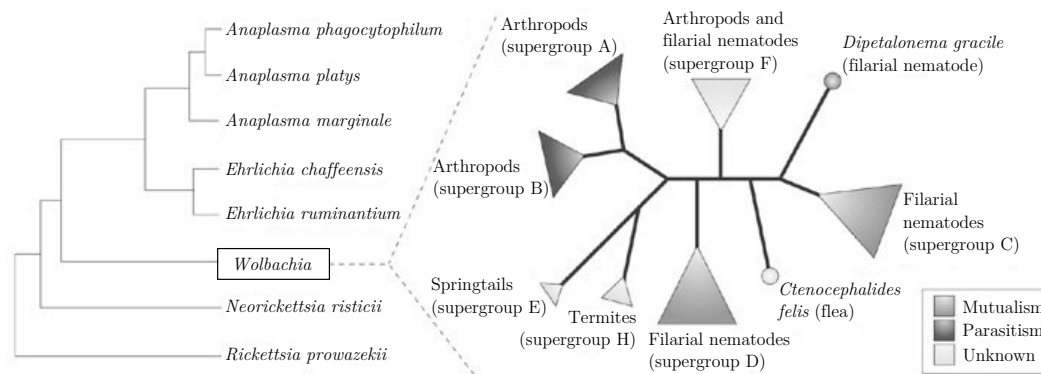 Anaplasma phagocytophilum
Anaplasma platys
Anaplasma marginale
Ehrlichia chaffeensis
Ehrlichia ruminantium
Wolbachia
Neorickettsia risticii
Rickettsia prowazekii
Arthropods
(supergroup A)
Arthropods and
filarial nematodes
(supergroup F)
Dipetalonema gracile
(filarial nematode)
Arthropods
(supergroup B)
Filarial
nematodes
(supergroup C)
Springtails
(supergroup E)
Termites
(supergroup H)
Filarial nematodes
(supergroup D)
Ctenocephalides
felis (flea)
Mutualism
Parasitism
Unknown